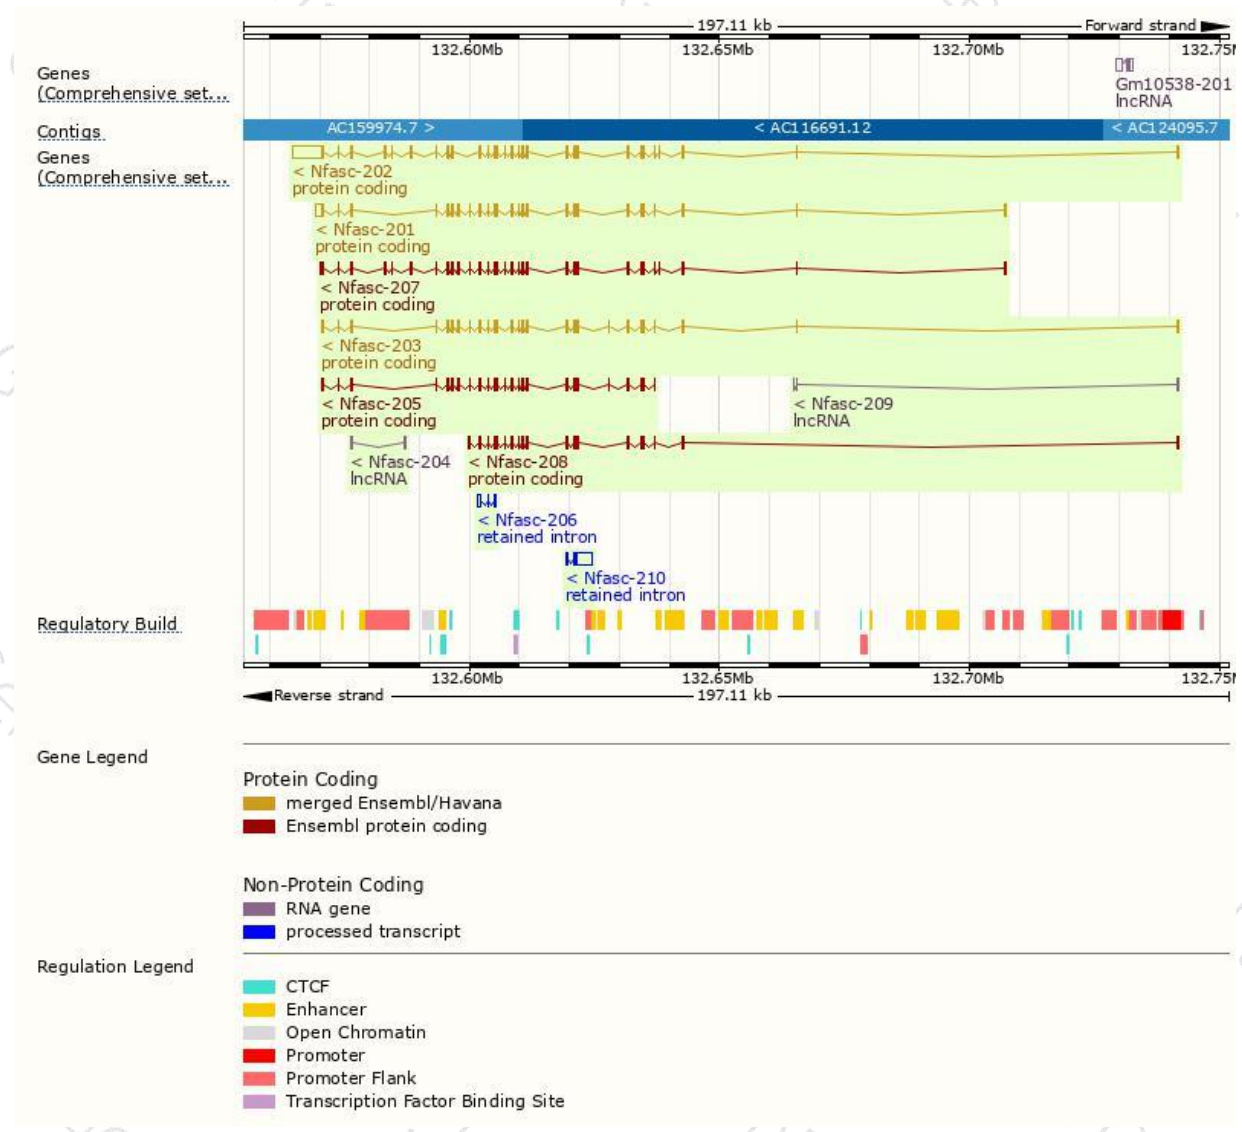 197.11 kb Forward strand
132.60Mb 132.65Mb 132.70Mb 132.75M
Genes
(Comprehensive set...
Gm10538-201
lncRNA
Contigs AC159974.7 > < AC116691.12 < AC124095.7
Genes
(Comprehensive set...
< Nfasc-202
protein coding
< Nfasc-201
protein coding
< Nfasc-207
protein coding
< Nfasc-203
protein coding
< Nfasc-205 < Nfasc-209
protein coding lncRNA
< Nfasc-204 < Nfasc-208
lncRNA protein coding
< Nfasc-206
retained intron
< Nfasc-210
retained intron
Regulatory Build
132.60Mb 132.65Mb 132.70Mb 132.75M
Reverse strand 197.11 kb
Gene Legend
Protein Coding
merged Ensembl/Havana
Ensembl protein coding
Non-Protein Coding
RNA gene
processed transcript
Regulation Legend
CTCF
Enhancer
Open Chromatin
Promoter
Promoter Flank
Transcription Factor Binding Site